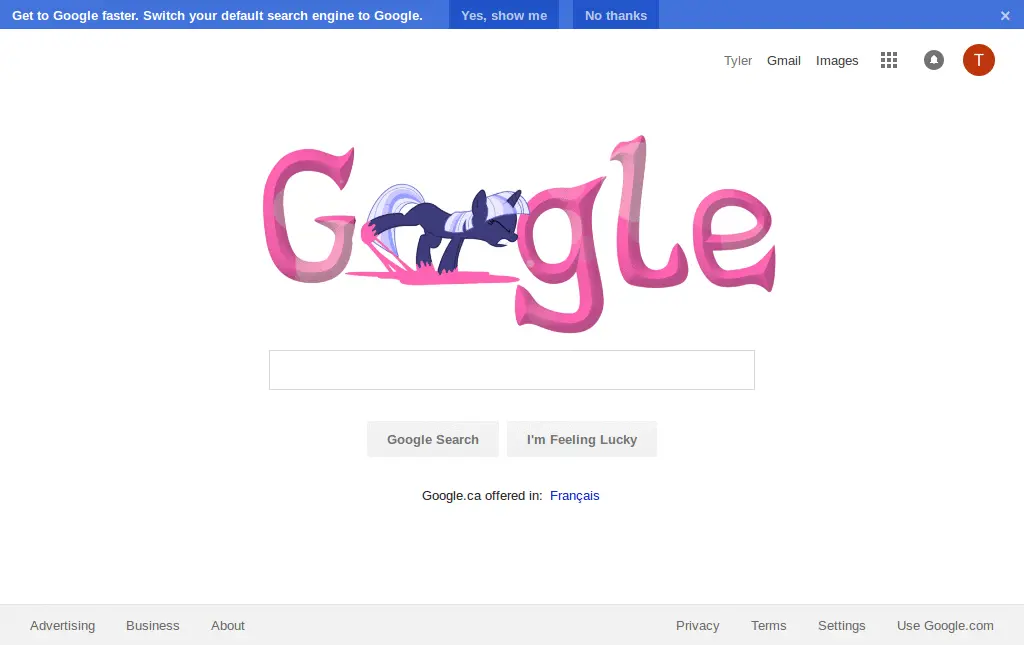 Get to Google faster. Switch your default search engine to Google. Yes, show me No thanks ×
Tyler Gmail Images T
G gle
Google Search I'm Feeling Lucky
Google.ca offered in: Français
Advertising Business About Privacy Terms Settings Use Google.com